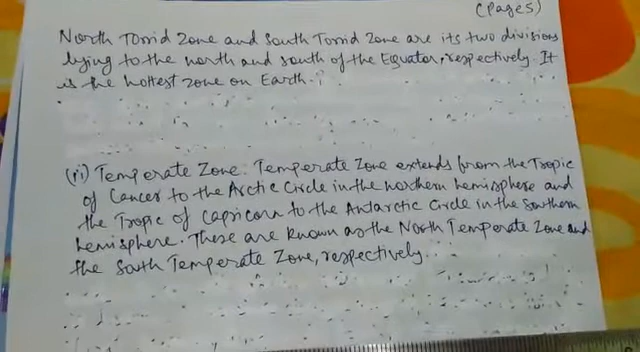 (Pages)
North Torrid Zone and South Torrid Zone are its two divisions
lying to the north and south of the Equator, respectively. It
is the hottest zone on Earth.
(ii) Temperate Zone: Temperate Zone extends from the Tropic
of Cancer to the Arctic Circle in the northern hemisphere and
the Tropic of Capricorn to the Antarctic Circle in the Southern
hemisphere. These are known as the North Temperate Zone and
the South Temperate Zone, respectively.